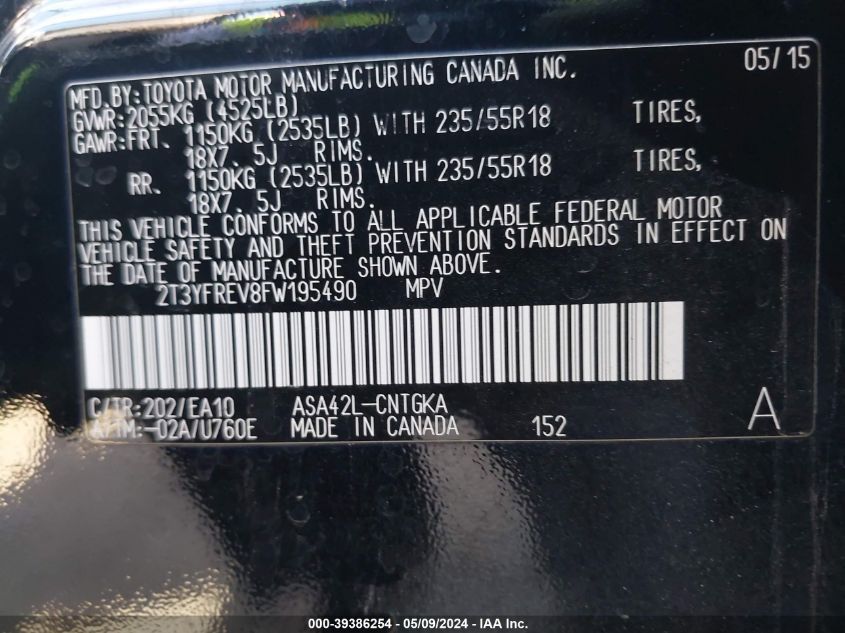 05/15
MFD.BY:TOYOTA MOTOR MANUFACTURING CANADA INC.
GVWR:2055KG (4525LB)
GAWR:FRT. 1150KG (2535LB) WITH 235/55R18 TIRES,
18X7. 5J RIMS.
RR. 1150KG (2535LB) WITH 235/55R18 TIRES,
18X7. 5J RIMS.
THIS VEHICLE CONFORMS TO ALL APPLICABLE FEDERAL MOTOR
VEHICLE SAFETY AND THEFT PREVENTION STANDARDS IN EFFECT ON
THE DATE OF MANUFACTURE SHOWN ABOVE.
2T3YFREV8FW195490 MPV
C/TR:202/EA10 ASA42L-CNTGKA A
A/TM:-02A/U760E MADE IN CANADA 152
000-39386254 - 05/09/2024 - IAA Inc.